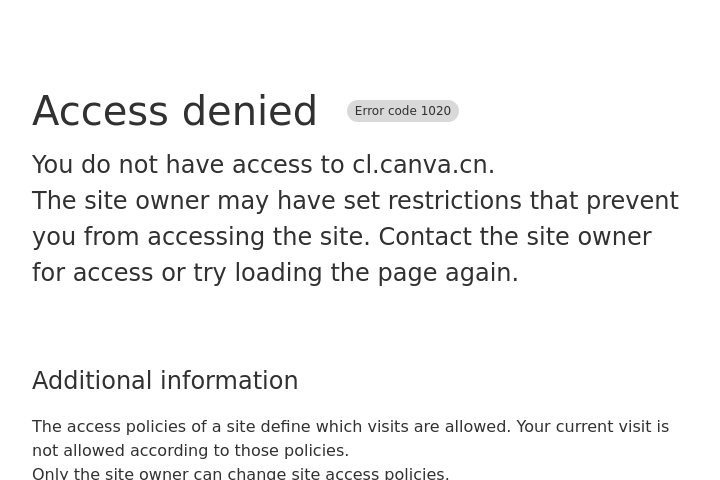 Access denied Error code 1020
You do not have access to cl.canva.cn.
The site owner may have set restrictions that prevent
you from accessing the site. Contact the site owner
for access or try loading the page again.
Additional information
The access policies of a site define which visits are allowed. Your current visit is
not allowed according to those policies.
Only the site owner can change site access policies.